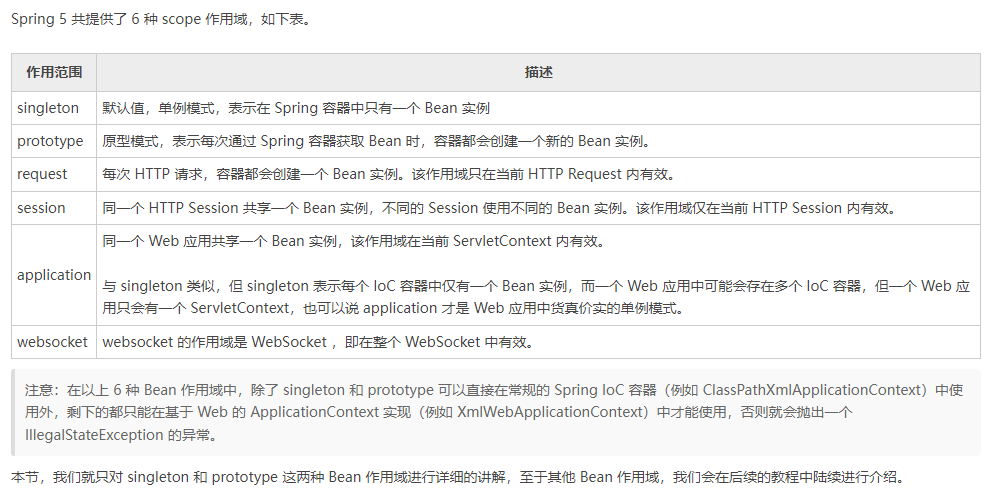 Spring 5 共提供了 6 种 scope 作用域，如下表。
作用范围 描述
singleton 默认值，单例模式，表示在 Spring 容器中只有一个 Bean 实例
prototype 原型模式，表示每次通过 Spring 容器获取 Bean 时，容器都会创建一个新的 Bean 实例。
request 每次 HTTP 请求，容器都会创建一个 Bean 实例。该作用域只在当前 HTTP Request 内有效。
session 同一个 HTTP Session 共享一个 Bean 实例，不同的 Session 使用不同的 Bean 实例。该作用域仅在当前 HTTP Session 内有效。
application 同一个 Web 应用共享一个 Bean 实例，该作用域在当前 ServletContext 内有效。
与 singleton 类似，但 singleton 表示每个 IoC 容器中仅有一个 Bean 实例，而一个 Web 应用中可能会存在多个 IoC 容器，但一个 Web 应
用只会有一个 ServletContext，也可以说 application 才是 Web 应用中货真价实的单例模式。
websocket websocket 的作用域是 WebSocket ，即在整个 WebSocket 中有效。
注意：在以上 6 种 Bean 作用域中，除了 singleton 和 prototype 可以直接在常规的 Spring IoC 容器（例如 ClassPathXmlApplicationContext）中使
用外，剩下的都只能在基于 Web 的 ApplicationContext 实现（例如 XmlWebApplicationContext）中才能使用，否则就会抛出一个
IllegalStateException 的异常。
本节，我们就只对 singleton 和 prototype 这两种 Bean 作用域进行详细的讲解，至于其他 Bean 作用域，我们会在后续的教程中陆续进行介绍。